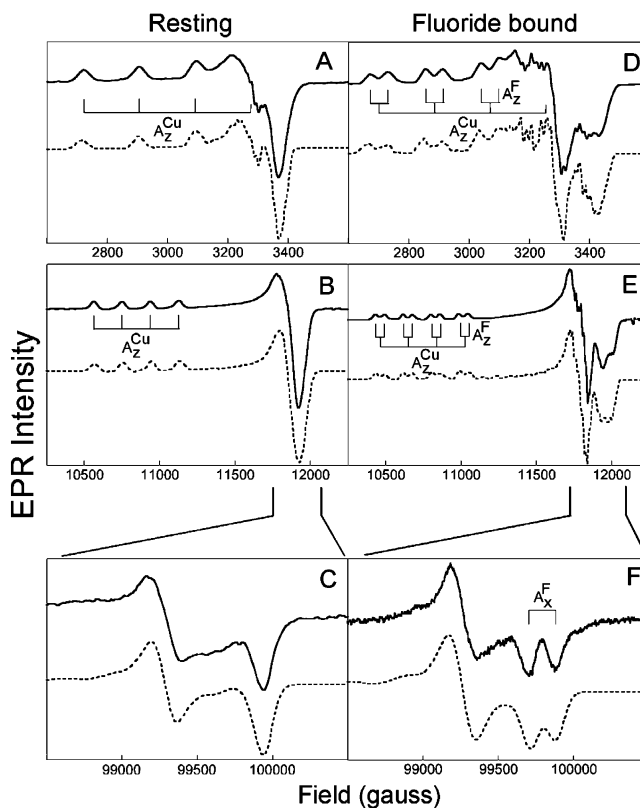 Resting
Fluoride bound
A
A_z^Cu
2800 3000 3200 3400
D
A_z^F
A_z^Cu
2800 3000 3200 3400
B
A_z^Cu
10500 11000 11500 12000
E
A_z^F
A_z^Cu
10500 11000 11500 12000
C
99000 99500 100000
F
A_x^F
99000 99500 100000
EPR Intensity
Field (gauss)